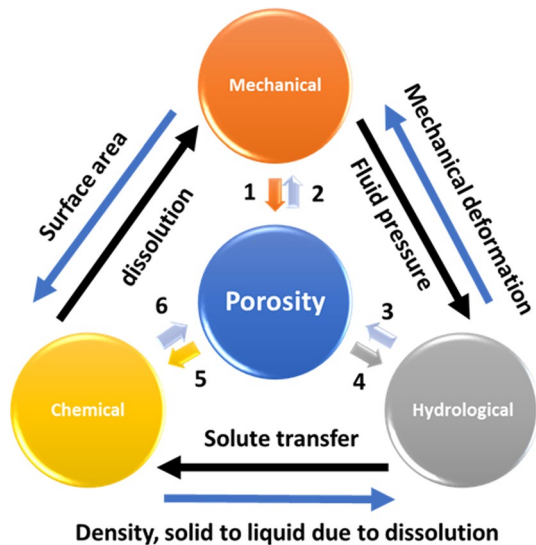 Mechanical
Surface area
dissolution
Fluid pressure
Mechanical deformation
1
2
Porosity
6
3
5
4
Chemical
Hydrological
Solute transfer
Density, solid to liquid due to dissolution